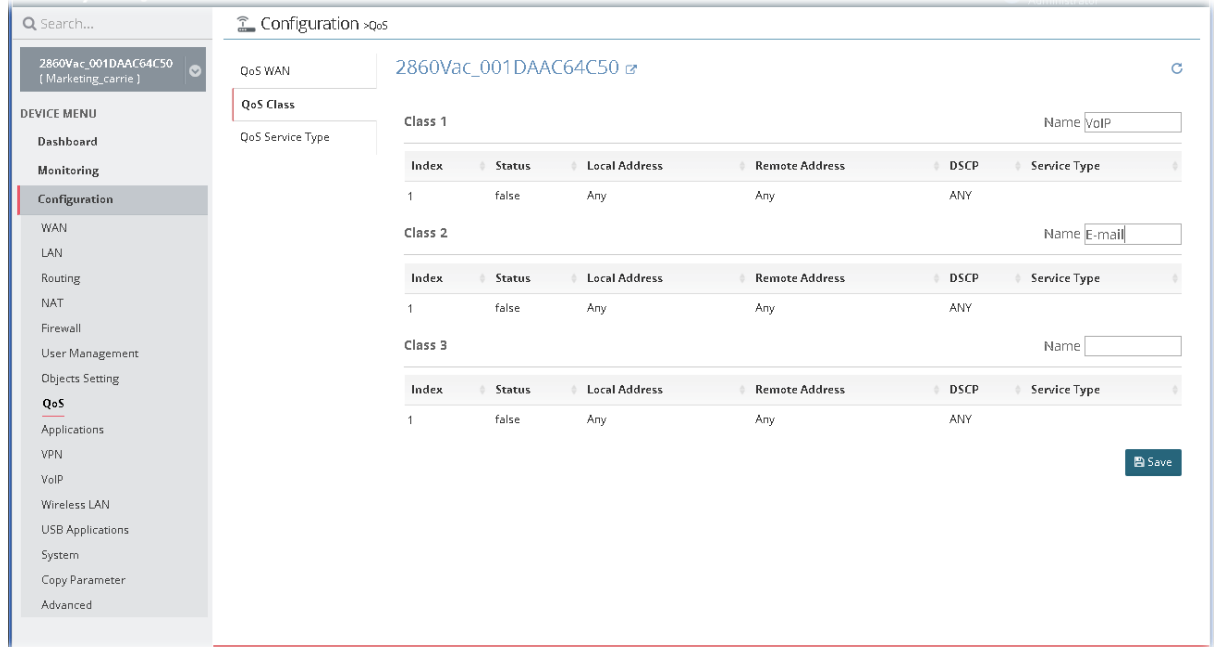 Administrator
Search...
Configuration >QoS
2860Vac_001DAAC64C50
[ Marketing_carrie ]
DEVICE MENU
Dashboard
Monitoring
Configuration
WAN
LAN
Routing
NAT
Firewall
User Management
Objects Setting
QoS
Applications
VPN
VoIP
Wireless LAN
USB Applications
System
Copy Parameter
Advanced
QoS WAN
QoS Class
QoS Service Type
2860Vac_001DAAC64C50
Class 1 Name VoIP
Index Status Local Address Remote Address DSCP Service Type
1 false Any Any ANY
Class 2 Name E-mail
Index Status Local Address Remote Address DSCP Service Type
1 false Any Any ANY
Class 3 Name
Index Status Local Address Remote Address DSCP Service Type
1 false Any Any ANY
Save